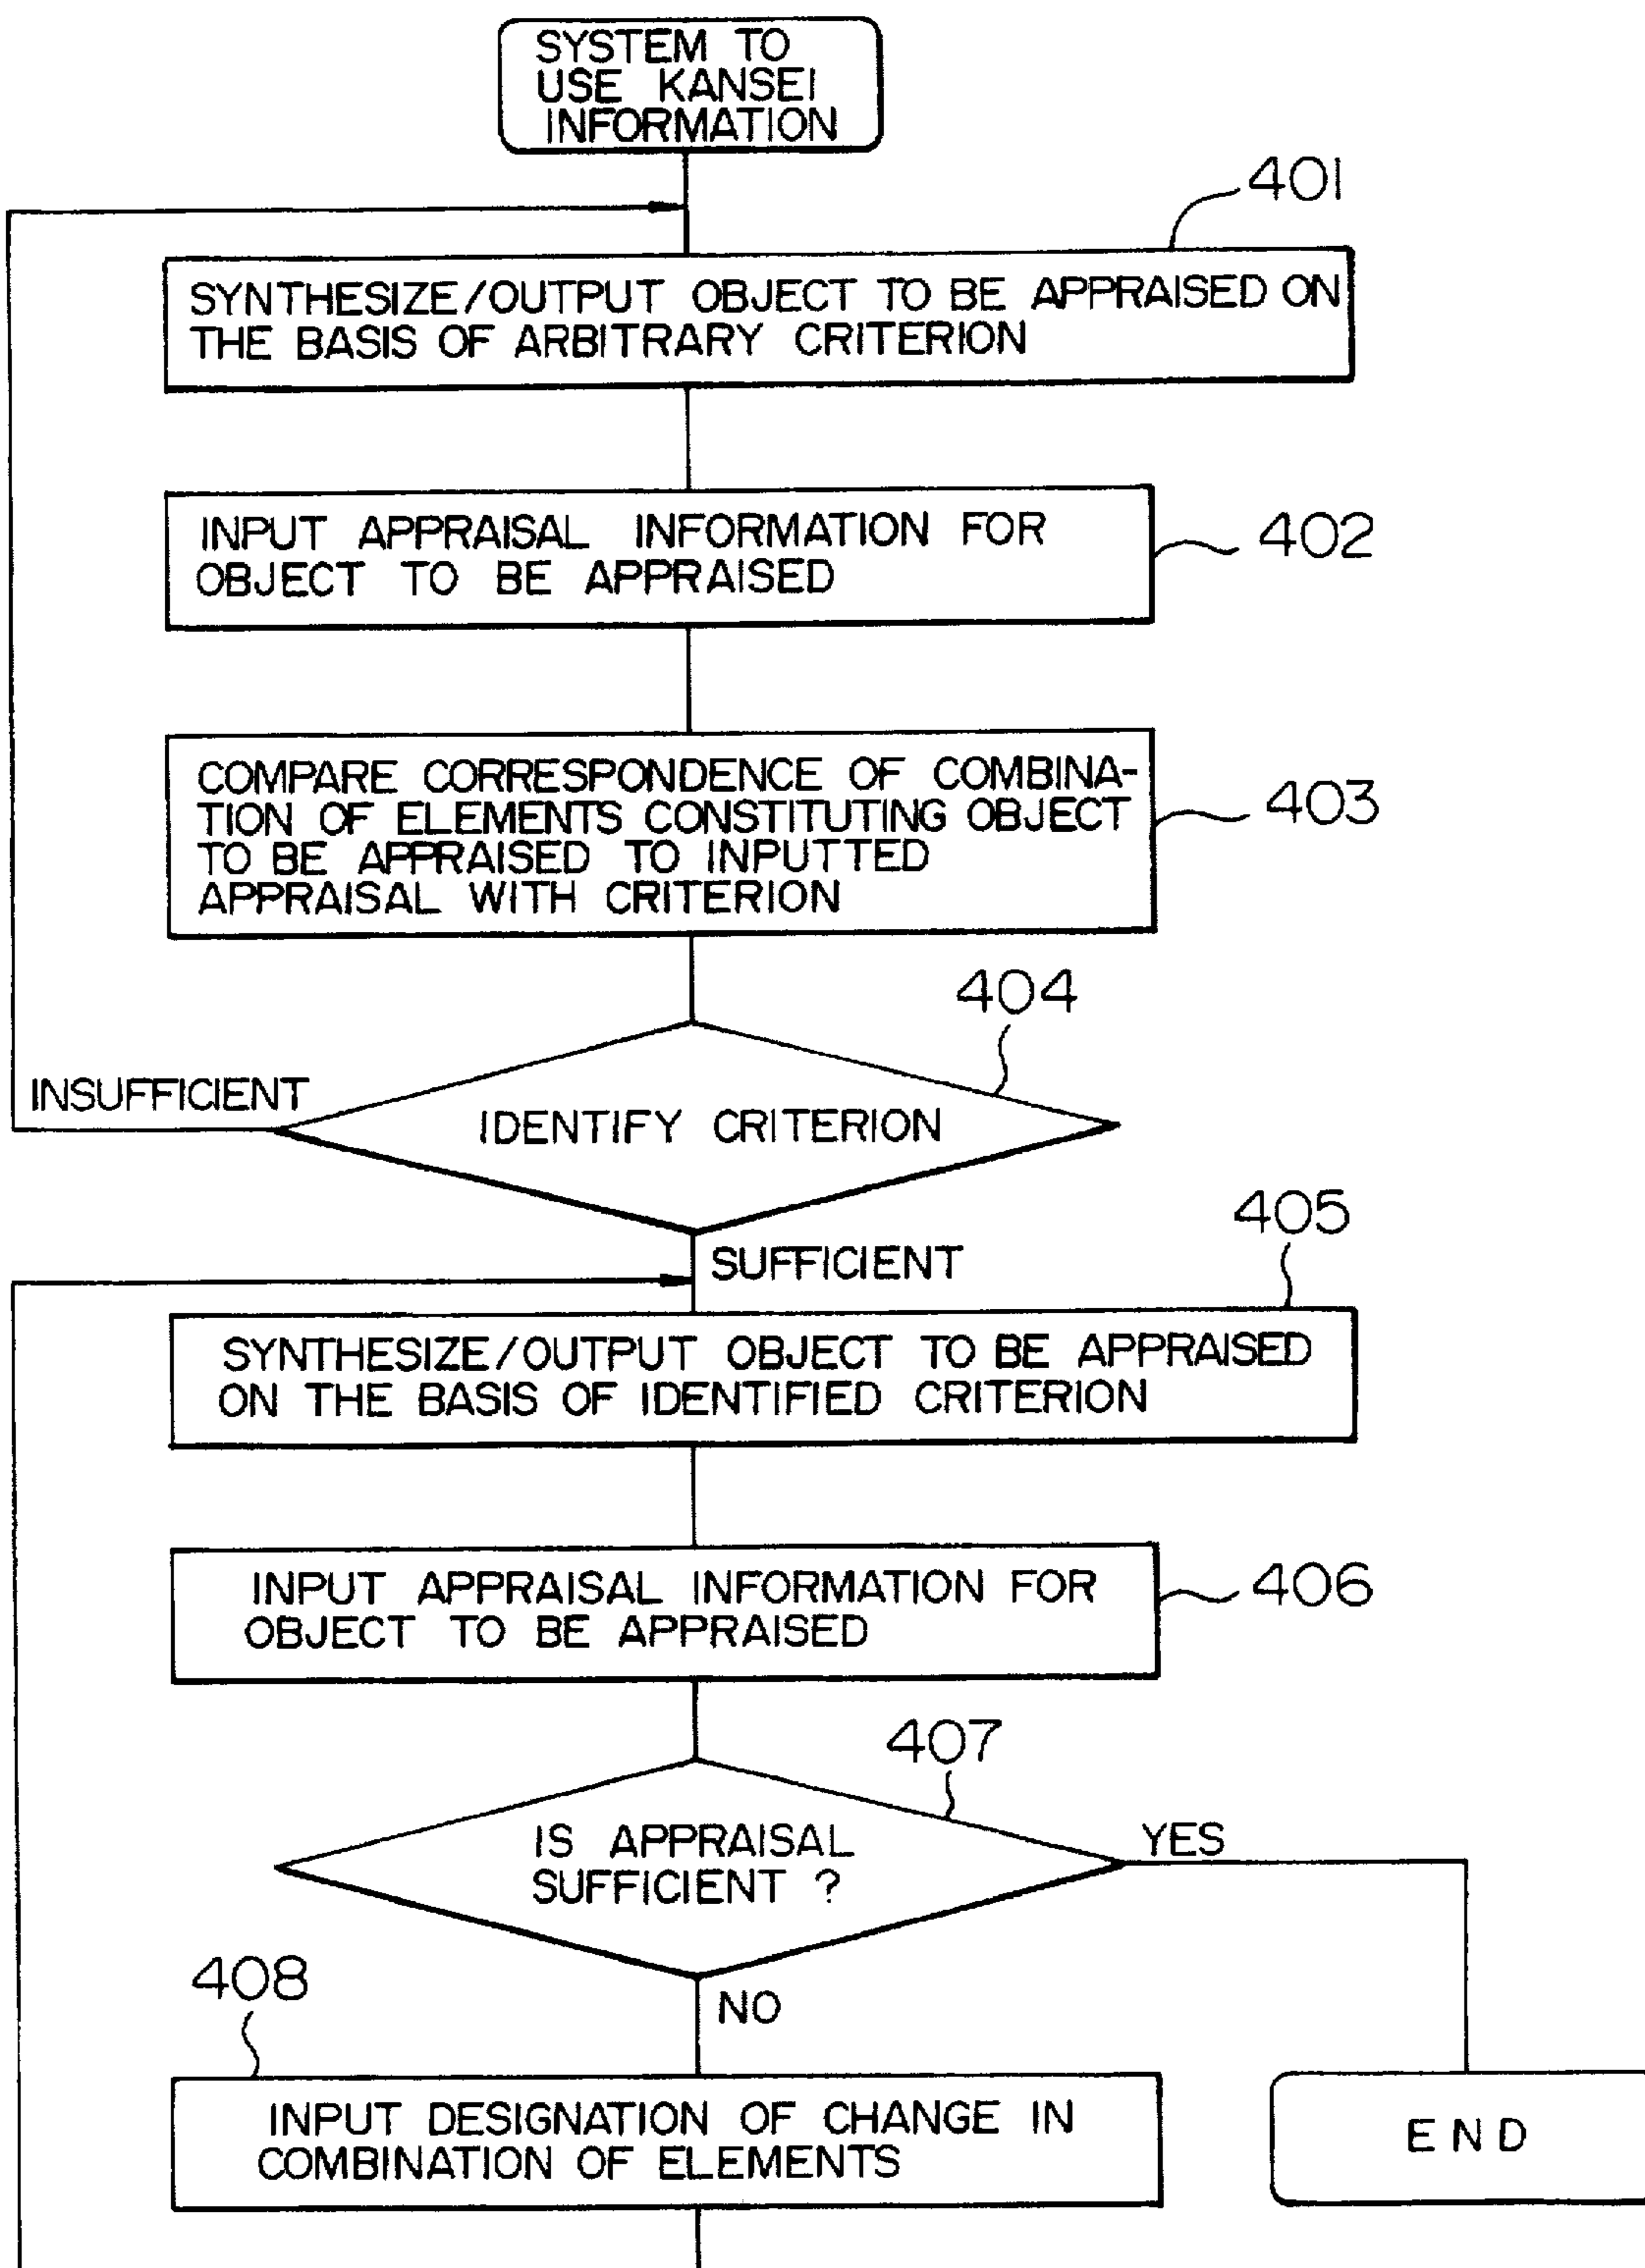 SYSTEM TO
USE KANSEI
INFORMATION
401
SYNTHESIZE/OUTPUT OBJECT TO BE APPRAISED ON
THE BASIS OF ARBITRARY CRITERION
INPUT APPRAISAL INFORMATION FOR
OBJECT TO BE APPRAISED
402
COMPARE CORRESPONDENCE OF COMBINA-
TION OF ELEMENTS CONSTITUTING OBJECT
TO BE APPRAISED TO INPUTTED
APPRAISAL WITH CRITERION
403
404
INSUFFICIENT
IDENTIFY CRITERION
405
SUFFICIENT
SYNTHESIZE/OUTPUT OBJECT TO BE APPRAISED
ON THE BASIS OF IDENTIFIED CRITERION
INPUT APPRAISAL INFORMATION FOR
OBJECT TO BE APPRAISED
406
407
IS APPRAISAL
SUFFICIENT ?
YES
408
NO
INPUT DESIGNATION OF CHANGE IN
COMBINATION OF ELEMENTS
END